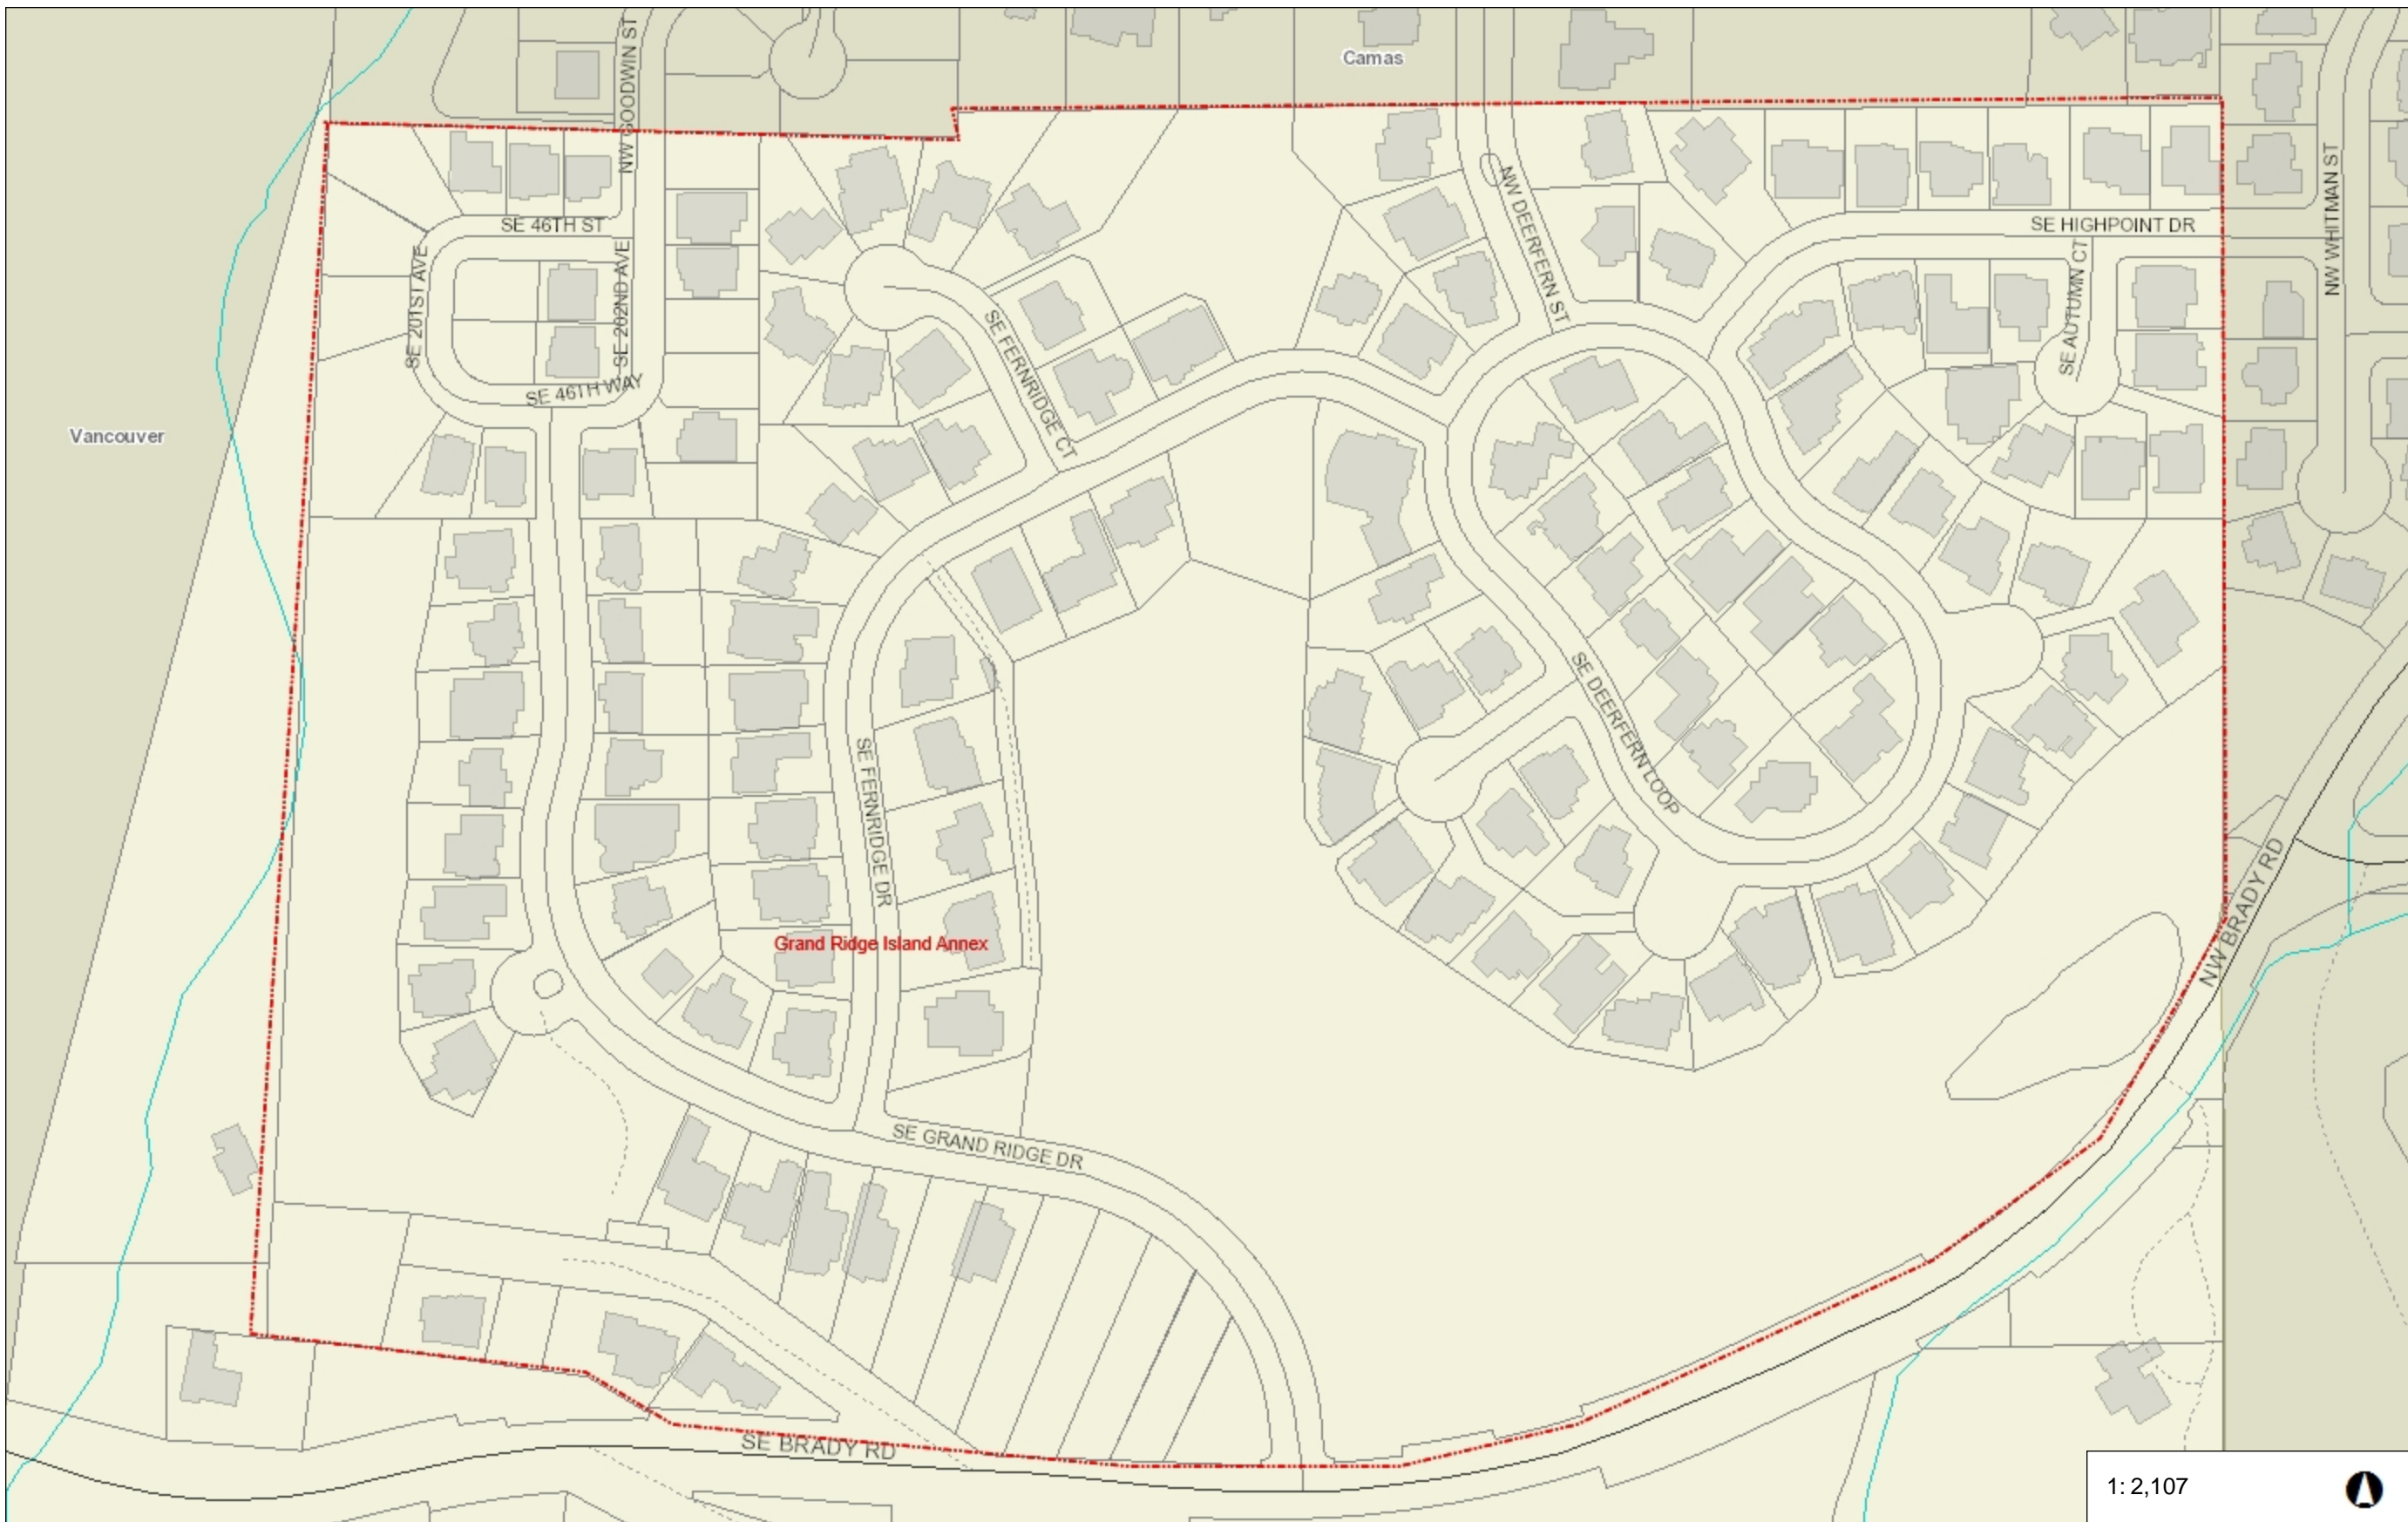 Camas
NW GOODWIN ST
NW DEERFERN ST
NW WHITMAN ST
SE 46TH ST
SE HIGHPOINT DR
SE 201ST AVE
SE 202ND AVE
SE AUTUMN CT
SE FERNRIDGE CT
SE 46TH WAY
Vancouver
SE DEERFERN LOOP
SE FERNRIDGE DR
Grand Ridge Island Annex
NW BRADY RD
SE GRAND RIDGE DR
SE BRADY RD
1: 2,107